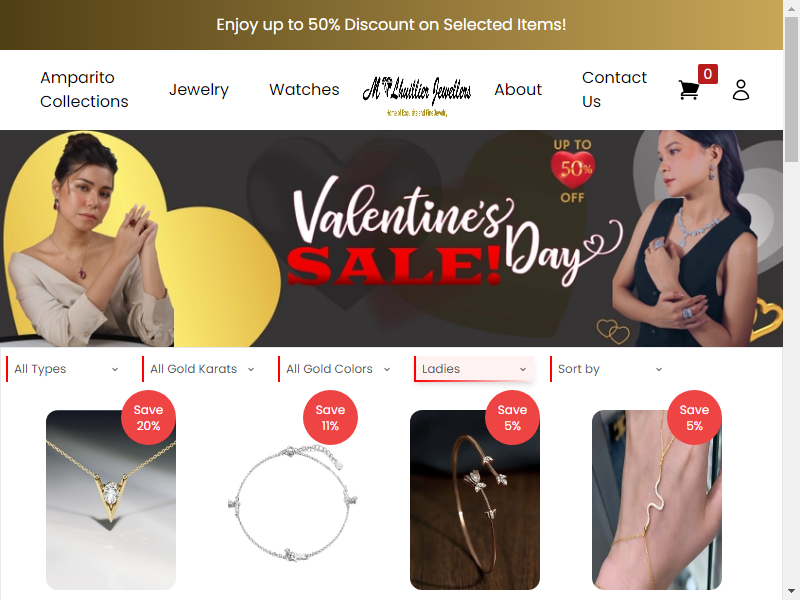 Enjoy up to 50% Discount on Selected Items!
Amparito
Collections
Jewelry
Watches
M Lhuillier Jewellers
About
Contact
Us
0
UP TO
50%
OFF
Valentine's
Day
SALE!
All Types
All Gold Karats
All Gold Colors
Ladies
Sort by
Save
20%
Save
11%
Save
5%
Save
5%